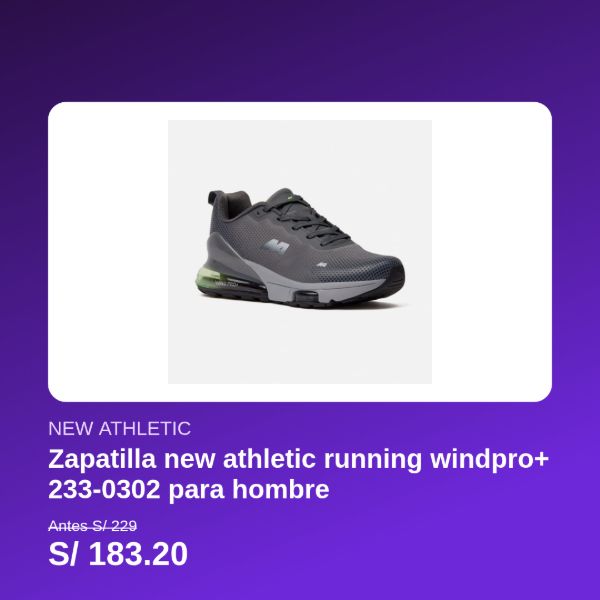 NEW ATHLETIC
Zapatilla new athletic running windpro+
233-0302 para hombre
Antes S/ 229
S/ 183.20